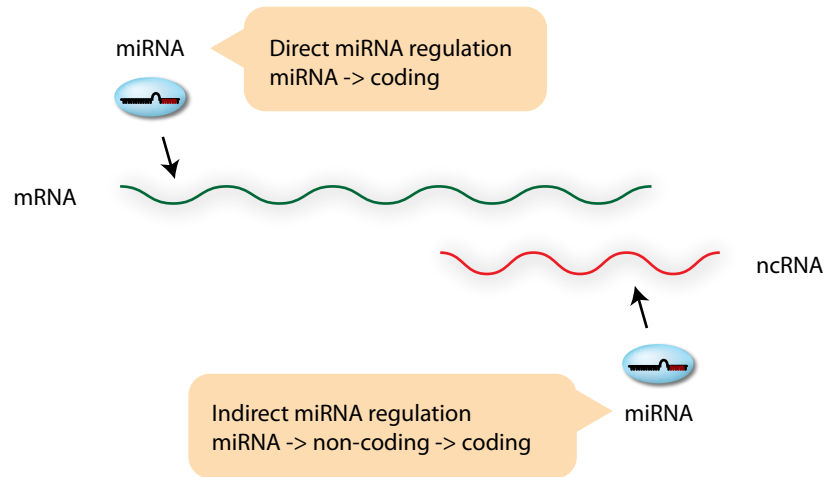 miRNA
Direct miRNA regulation
miRNA -> coding
mRNA
ncRNA
Indirect miRNA regulation
miRNA -> non-coding -> coding
miRNA